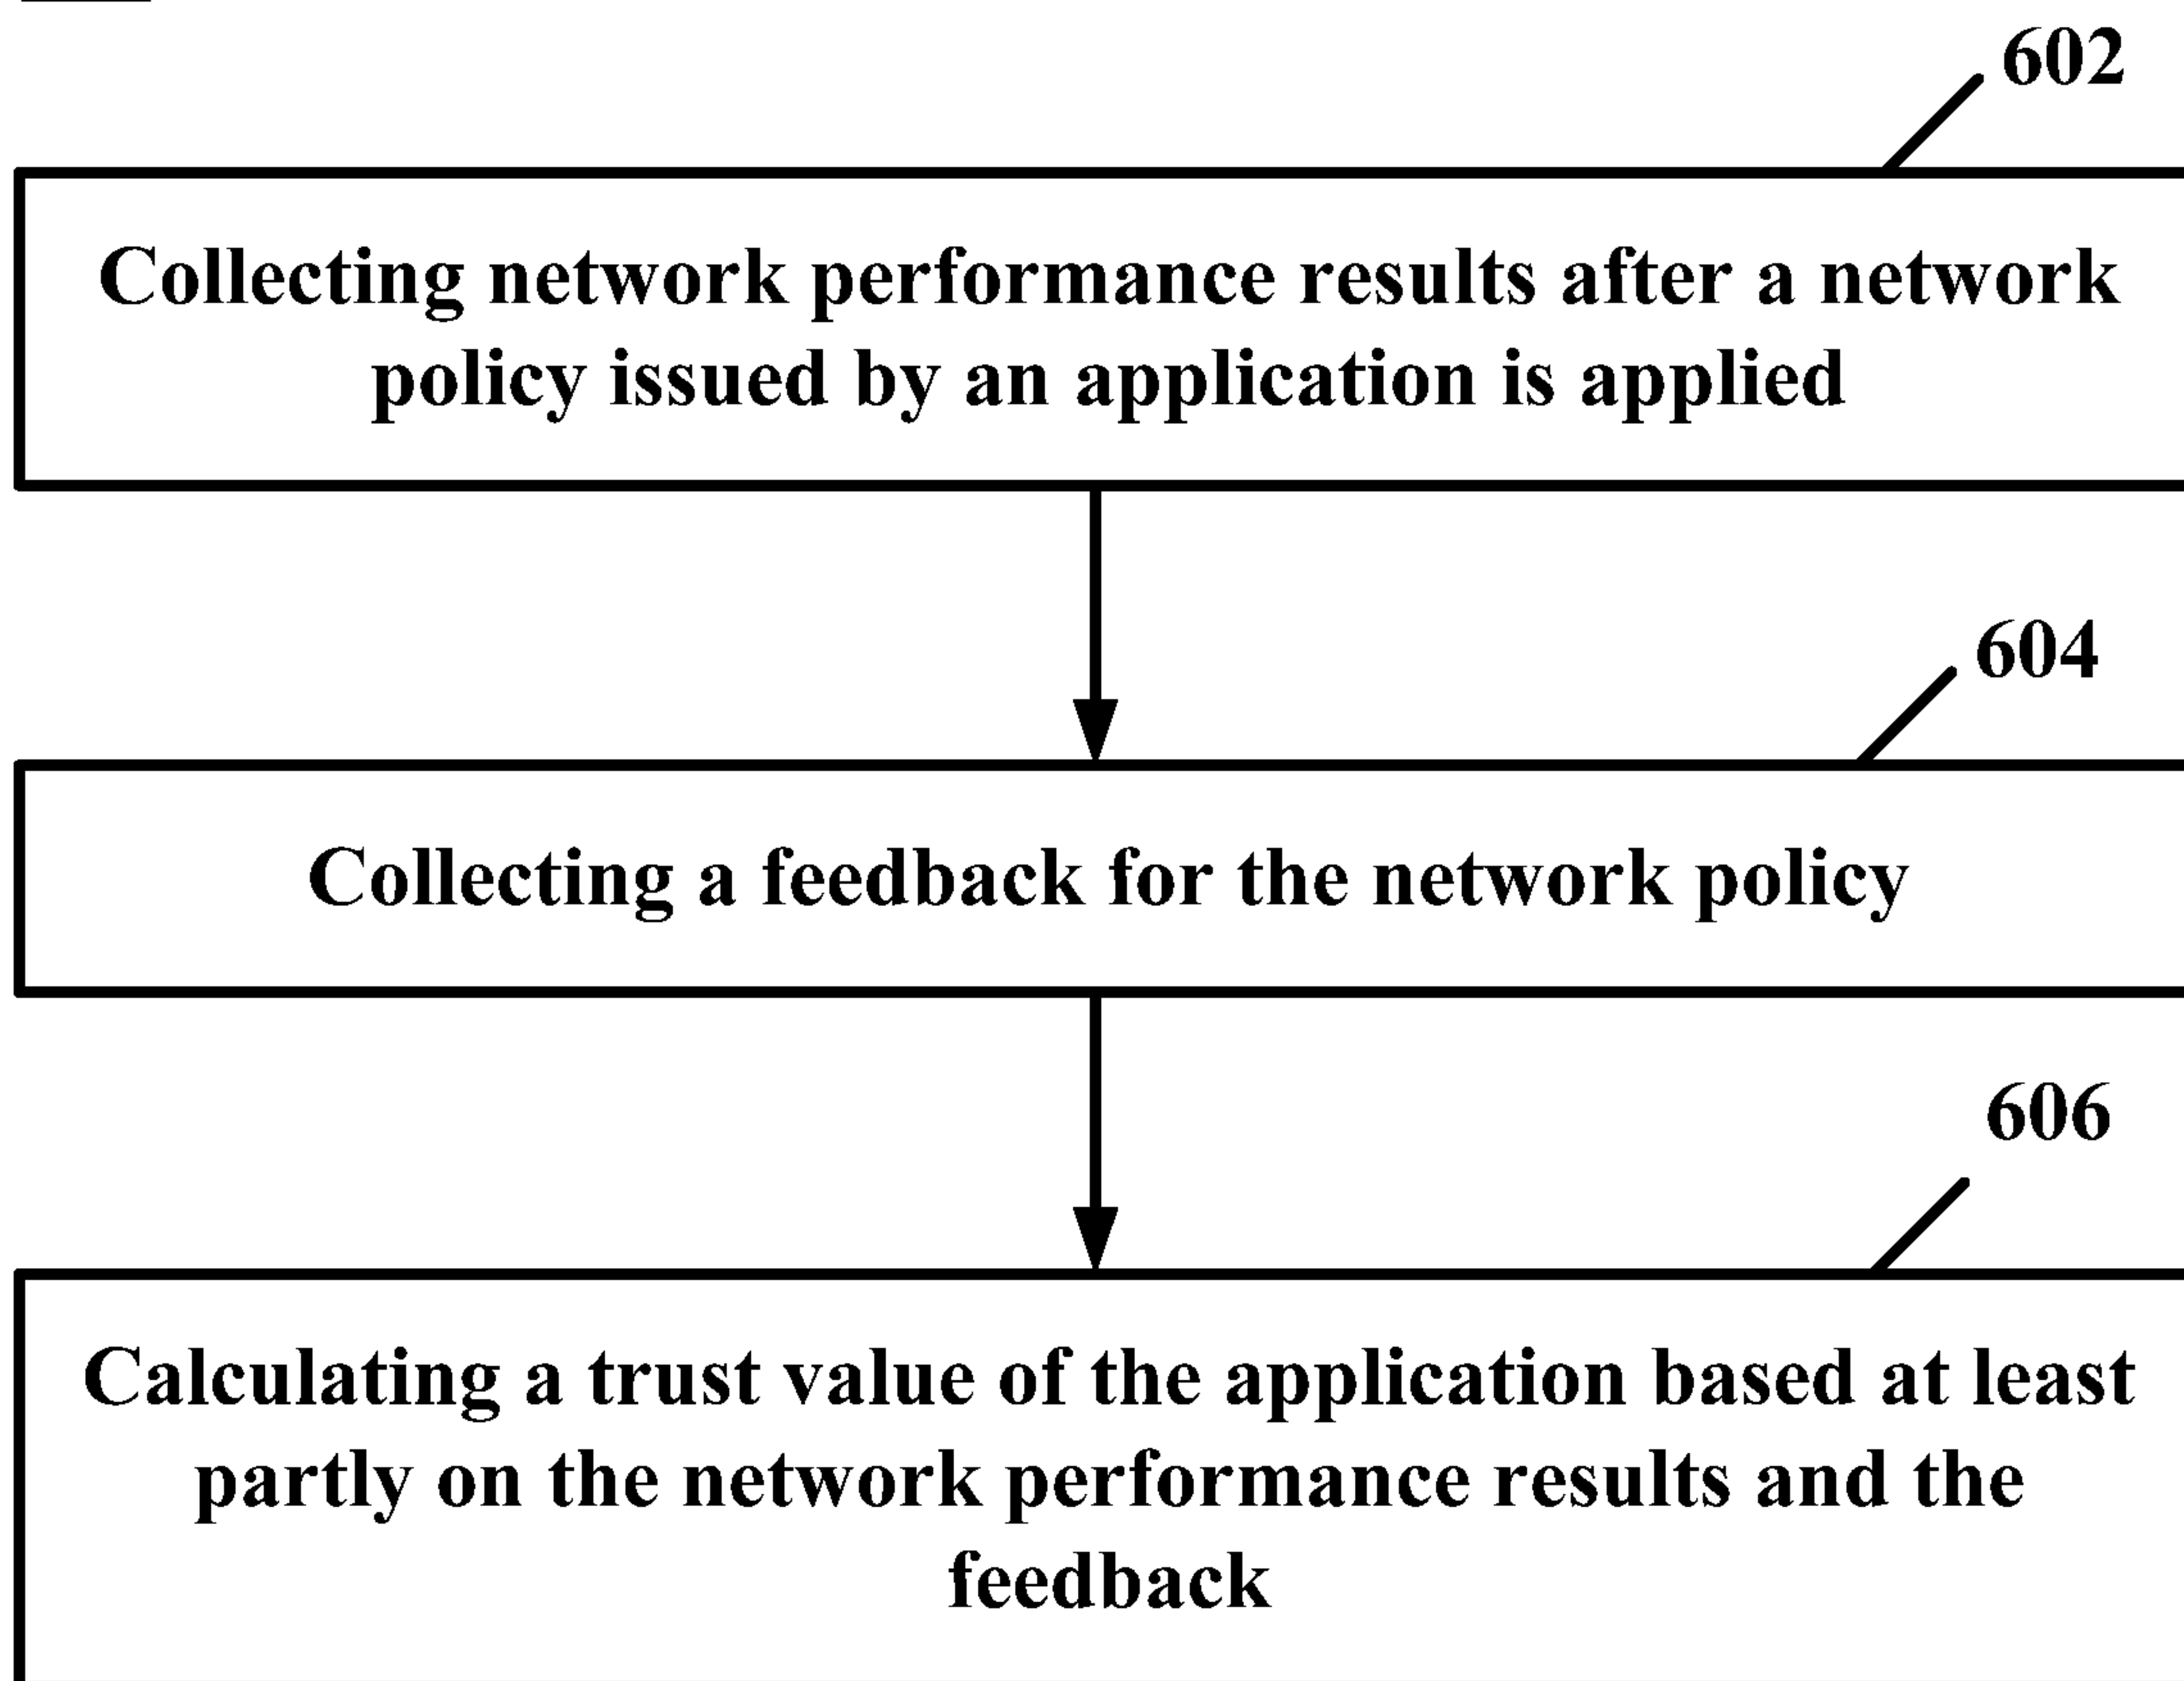 602
Collecting network performance results after a network
policy issued by an application is applied
604
Collecting a feedback for the network policy
606
Calculating a trust value of the application based at least
partly on the network performance results and the
feedback